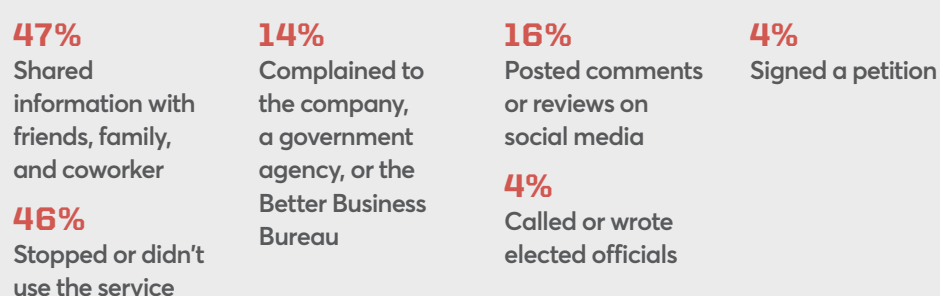 47%
Shared
information with
friends, family,
and coworker
46%
Stopped or didn't
use the service
14%
Complained to
the company,
a government
agency, or the
Better Business
Bureau
16%
Posted comments
or reviews on
social media
4%
Called or wrote
elected officials
4%
Signed a petition